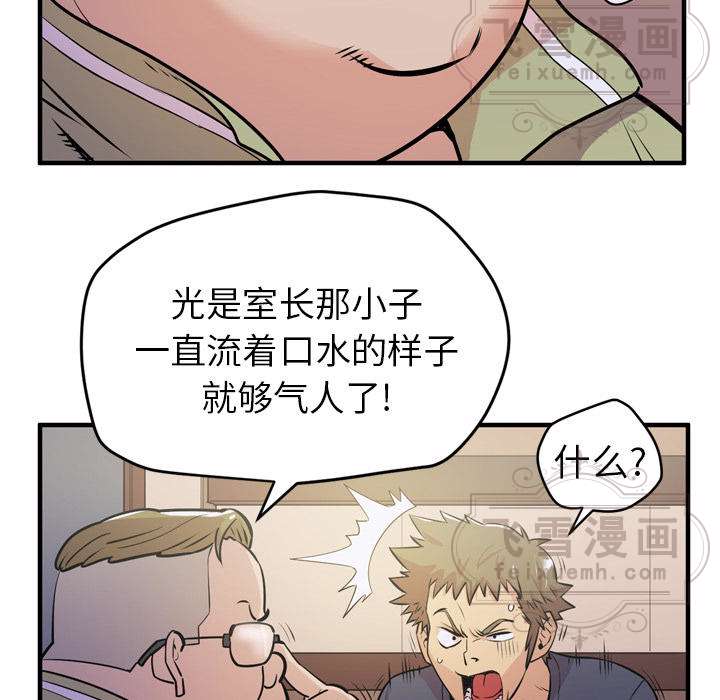 飞雪漫画
feixuemh.com
光是室长那小子
一直流着口水的样子
就够气人了!
什么?
飞雪漫画
feixuemh.com